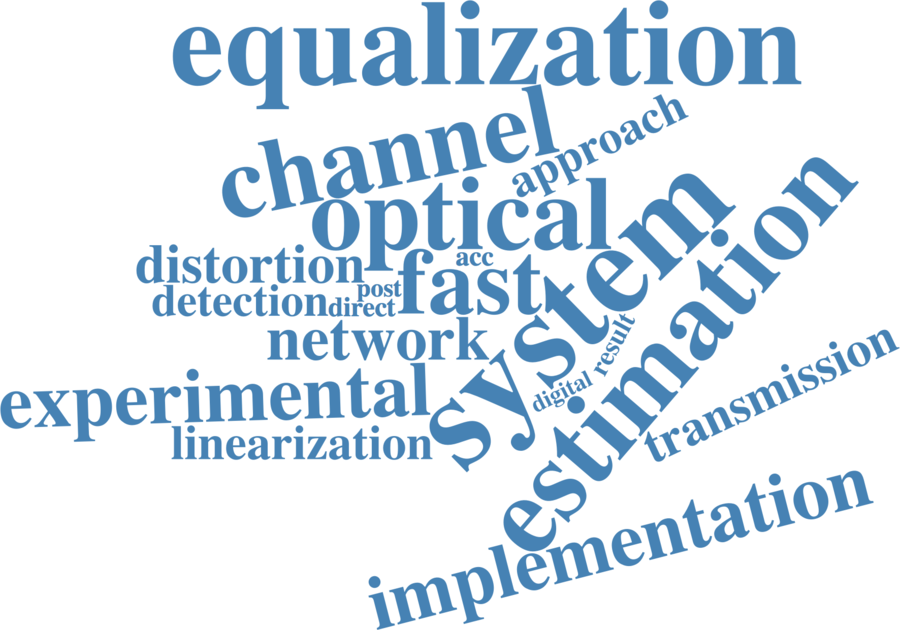 equalization
channel
approach
optical
system
estimation
distortion
acc
fast
post
detection
direct
network
result
digital
experimental
transmission
linearization
implementation